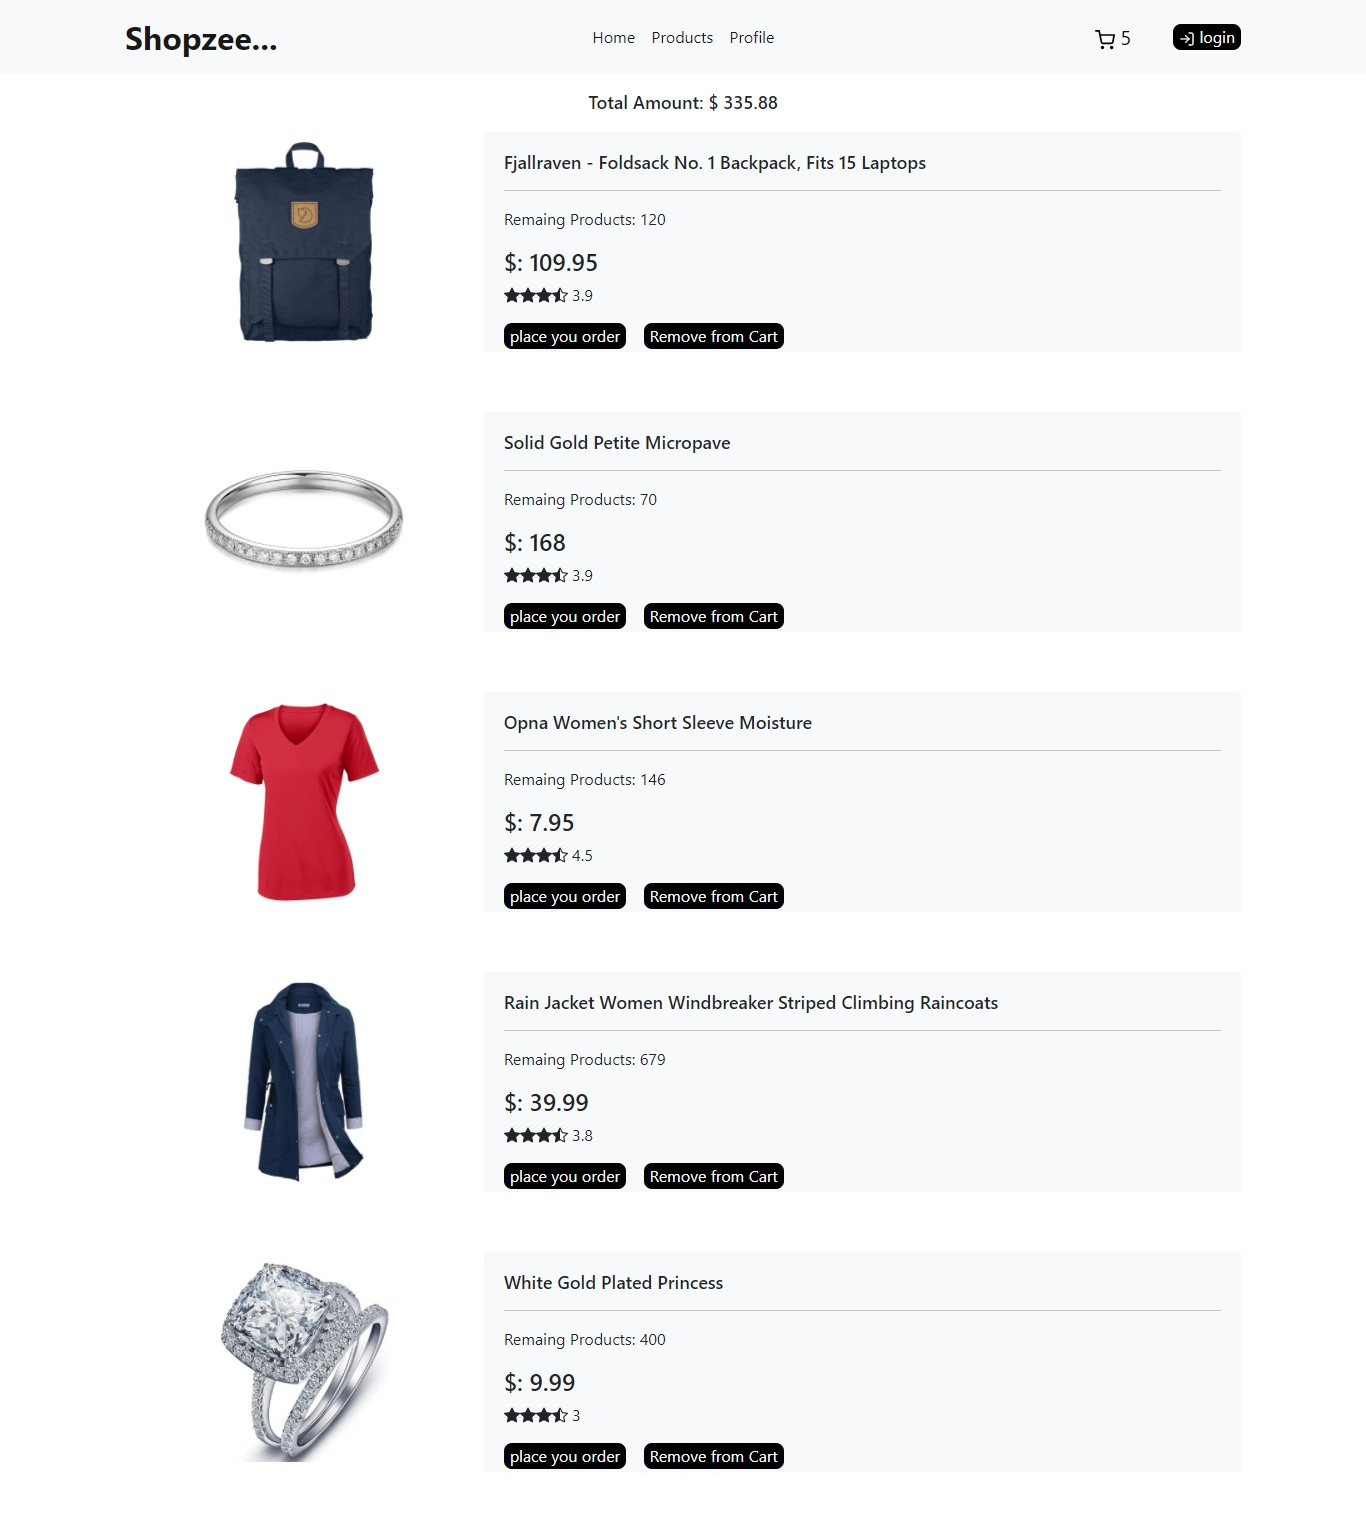 Shopzee...
Home Products Profile
5
login
Total Amount: $ 335.88
Fjallraven - Foldsack No. 1 Backpack, Fits 15 Laptops
Remaing Products: 120
$: 109.95
3.9
place you order Remove from Cart
Solid Gold Petite Micropave
Remaing Products: 70
$: 168
3.9
place you order Remove from Cart
Opna Women's Short Sleeve Moisture
Remaing Products: 146
$: 7.95
4.5
place you order Remove from Cart
Rain Jacket Women Windbreaker Striped Climbing Raincoats
Remaing Products: 679
$: 39.99
3.8
place you order Remove from Cart
White Gold Plated Princess
Remaing Products: 400
$: 9.99
3
place you order Remove from Cart